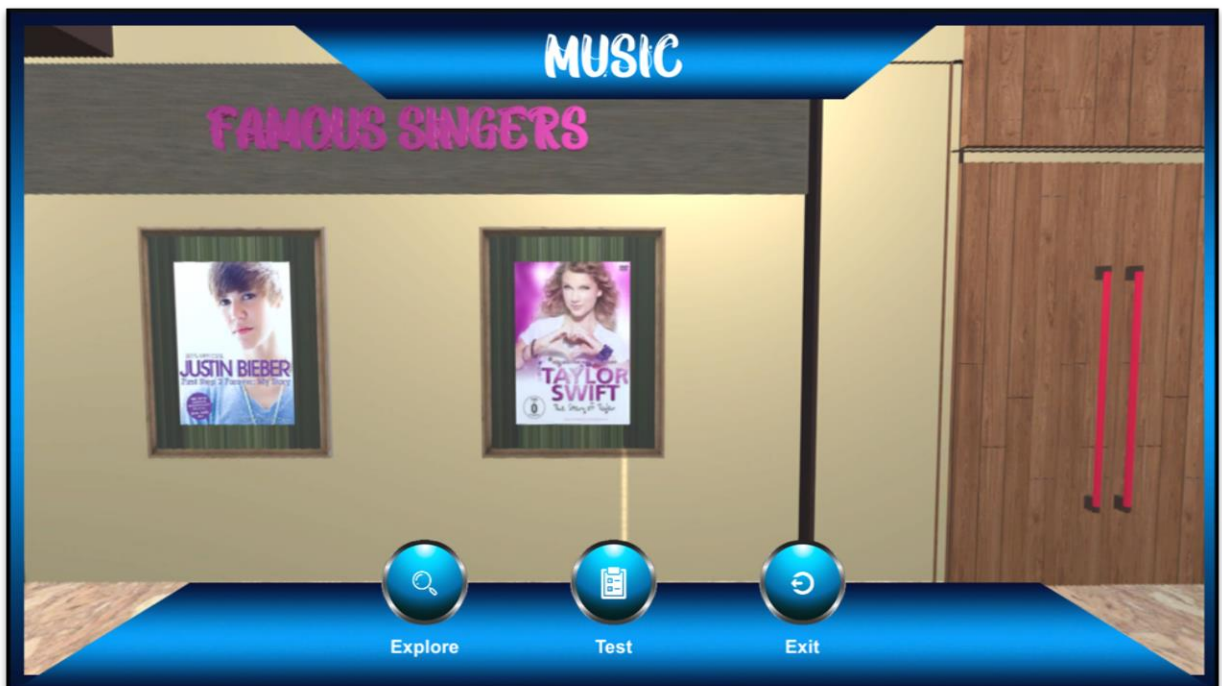 MUSIC
FAMOUS SINGERS
JUSTIN BIEBER
First Step 2 Forever: My Story
TAYLOR
SWIFT
The Story of Taylor
0
Explore
Test
Exit